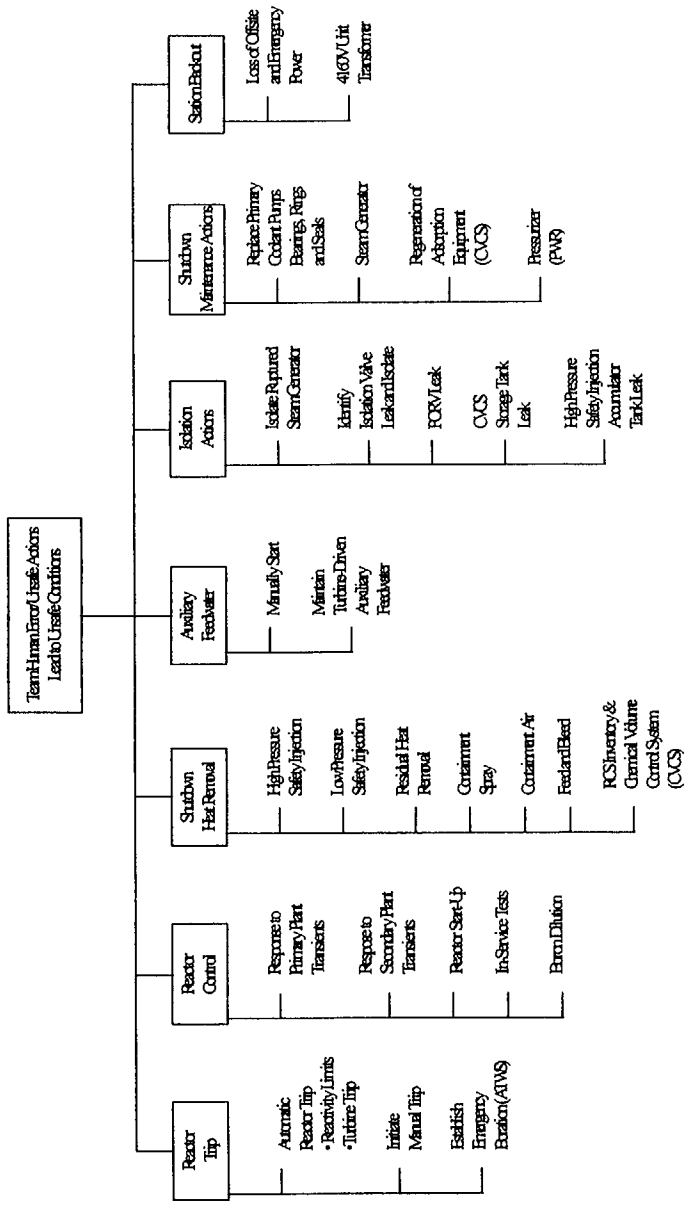 Team Human Error/Unsafe Actions
Lead to Unsafe Conditions
Reactor
Trip
Automatic
Reactor Trip
• Reactivity Limits
• Turbine Trip
Initiate
Manual Trip
Establish
Emergency
Boration (ATWS)
Reactor
Control
Response to
Primary Plant
Transients
Respose to
Secondary Plant
Transients
Reactor Start-Up
In-Service Tests
Boron Dilution
Shutdown
Heat Removal
High Pressure
Safety Injection
Low Pressure
Safety Injection
Residual Heat
Removal
Containment
Spray
Containment Air
Feed and Bleed
RCS Inventory &
Chemical Volume
Control System
(CVCS)
Auxiliary
Feedwater
Manually Start
Maintain
Turbine-Driven
Auxiliary
Feedwater
Isolation
Actions
Isolate Ruptured
Steam Generator
Identify
Isolation Valve
Leak and Isolate
PORV Leak
CVCS
Storage Tank
Leak
High Pressure
Safety Injection
Accumulator
Tank Leak
Shutdown
Maintenance Actions
Replace Primary
Coolant Pumps
Bearings, Rings
and Seals
Steam Generator
Regeneration of
Adsorption
Equipment
(CVCS)
Pressurizer
(PWR)
Station Backout
Loss of Offsite
and Emergency
Power
4160V Unit
Transformer